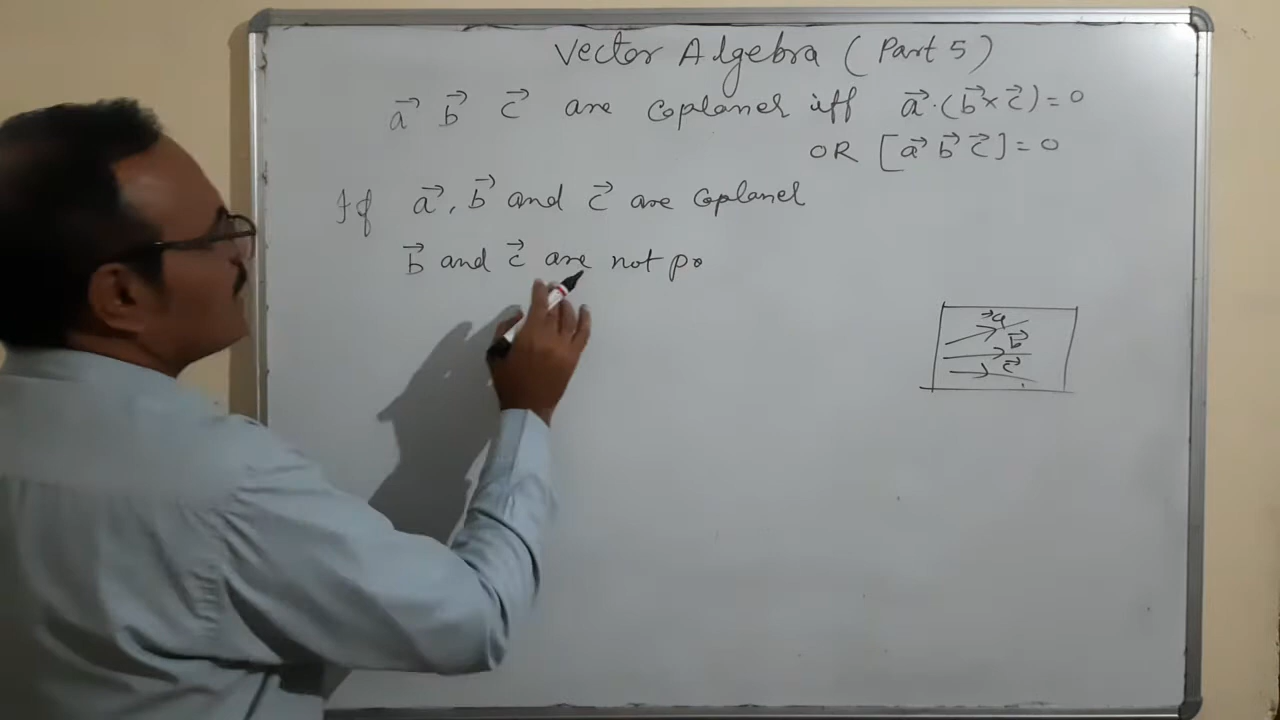 Vector Algebra (Part 5)
a⃗ b⃗ c⃗ are coplaner iff a⃗·(b⃗×c⃗)=0
OR [a⃗ b⃗ c⃗]=0
If a⃗, b⃗ and c⃗ are coplanel
b⃗ and c⃗ are not po
a⃗
b⃗
c⃗